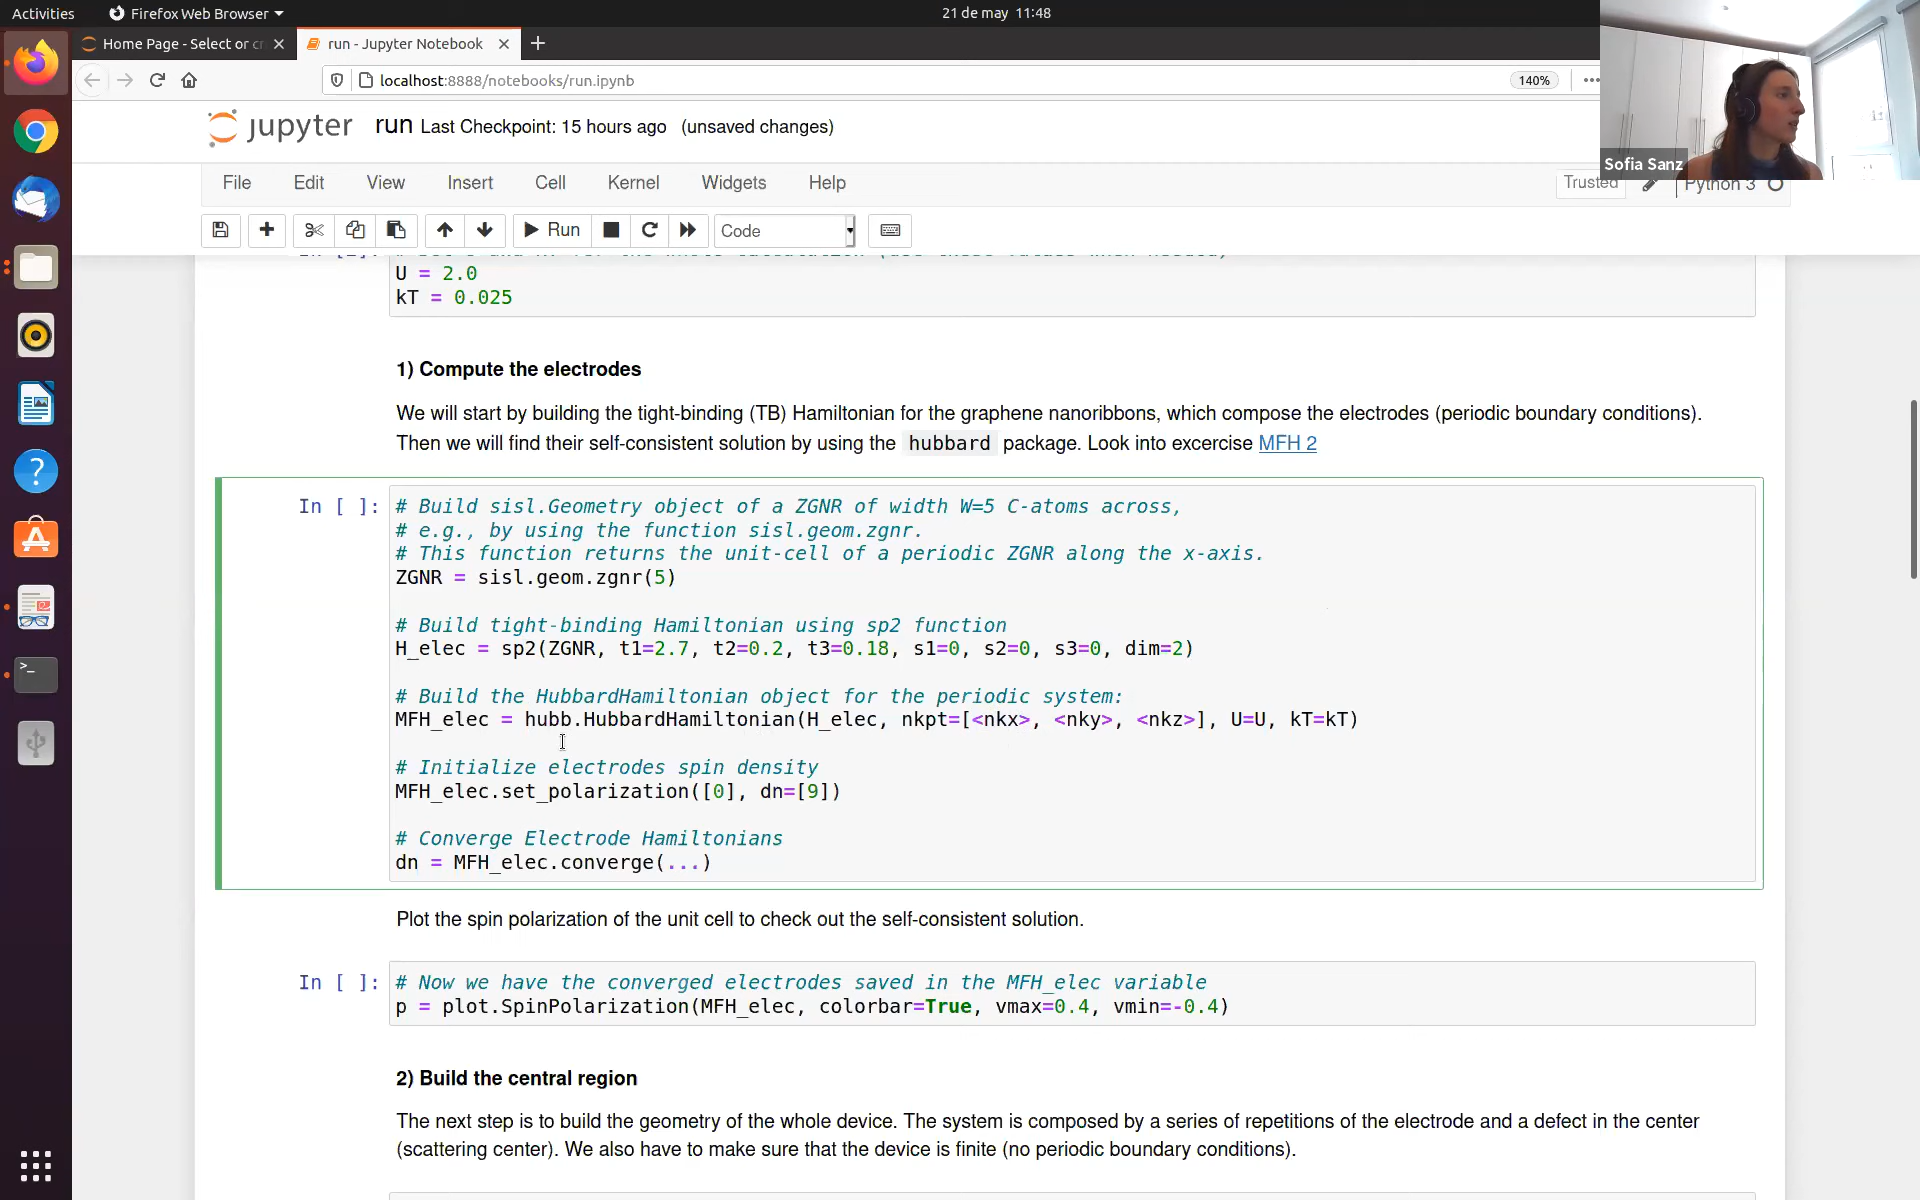 Activities
Firefox Web Browser
21 de may 11:48
Home Page - Select or c
run - Jupyter Notebook
localhost:8888/notebooks/run.ipynb
140%
Sofia Sanz
jupyter run Last Checkpoint: 15 hours ago (unsaved changes)
File Edit View Insert Cell Kernel Widgets Help
Trusted
Python 3
Run
Code
U = 2.0
kT = 0.025
1) Compute the electrodes
We will start by building the tight-binding (TB) Hamiltonian for the graphene nanoribbons, which compose the electrodes (periodic boundary conditions).
Then we will find their self-consistent solution by using the hubbard package. Look into excercise MFH 2
In [ ]:
# Build sisl.Geometry object of a ZGNR of width W=5 C-atoms across,
# e.g., by using the function sisl.geom.zgnr.
# This function returns the unit-cell of a periodic ZGNR along the x-axis.
ZGNR = sisl.geom.zgnr(5)
# Build tight-binding Hamiltonian using sp2 function
H_elec = sp2(ZGNR, t1=2.7, t2=0.2, t3=0.18, s1=0, s2=0, s3=0, dim=2)
# Build the HubbardHamiltonian object for the periodic system:
MFH_elec = hubb.HubbardHamiltonian(H_elec, nkpt=[<nkx>, <nky>, <nkz>], U=U, kT=kT)
# Initialize electrodes spin density
MFH_elec.set_polarization([0], dn=[9])
# Converge Electrode Hamiltonians
dn = MFH_elec.converge(...)
Plot the spin polarization of the unit cell to check out the self-consistent solution.
In [ ]:
# Now we have the converged electrodes saved in the MFH_elec variable
p = plot.SpinPolarization(MFH_elec, colorbar=True, vmax=0.4, vmin=-0.4)
2) Build the central region
The next step is to build the geometry of the whole device. The system is composed by a series of repetitions of the electrode and a defect in the center
(scattering center). We also have to make sure that the device is finite (no periodic boundary conditions).